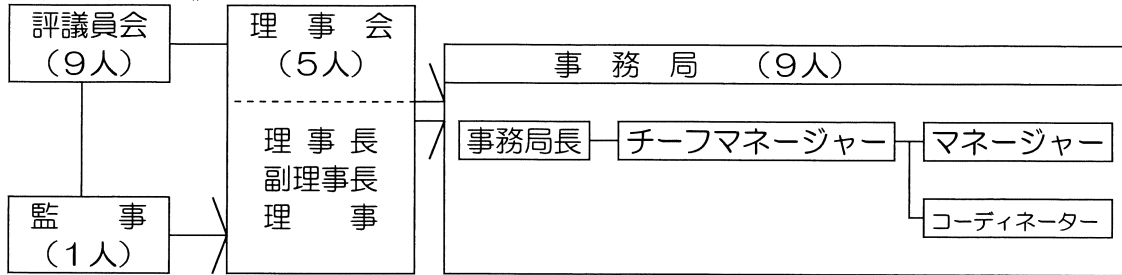 評議員会
（9人）
理事会
（5人）
理事長
副理事長
理事
監事
（1人）
事務局（9人）
事務局長
チーフマネージャー
マネージャー
コーディネーター